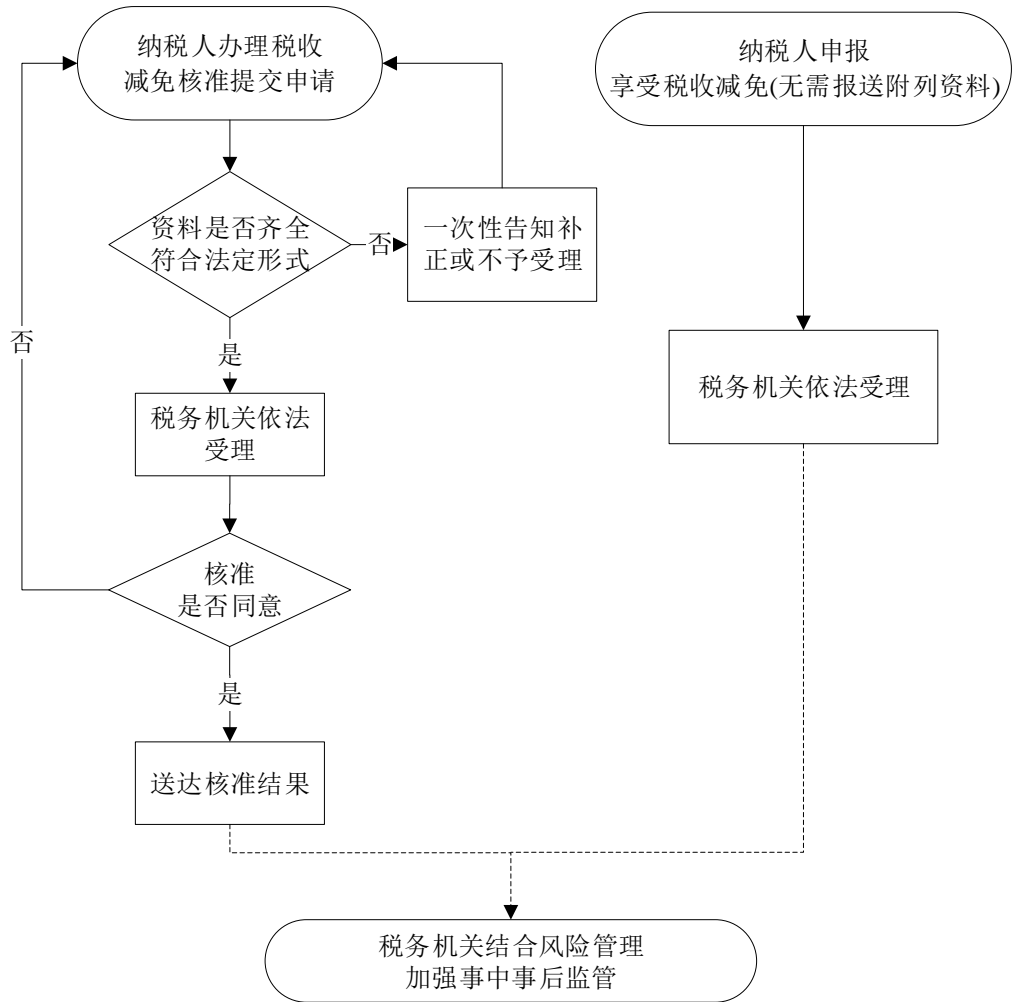 纳税人办理税收
减免核准提交申请
纳税人申报
享受税收减免(无需报送附列资料)
资料是否齐全
符合法定形式
否
一次性告知补
正或不予受理
是
否
税务机关依法
受理
税务机关依法受理
核准
是否同意
是
送达核准结果
税务机关结合风险管理
加强事中事后监管